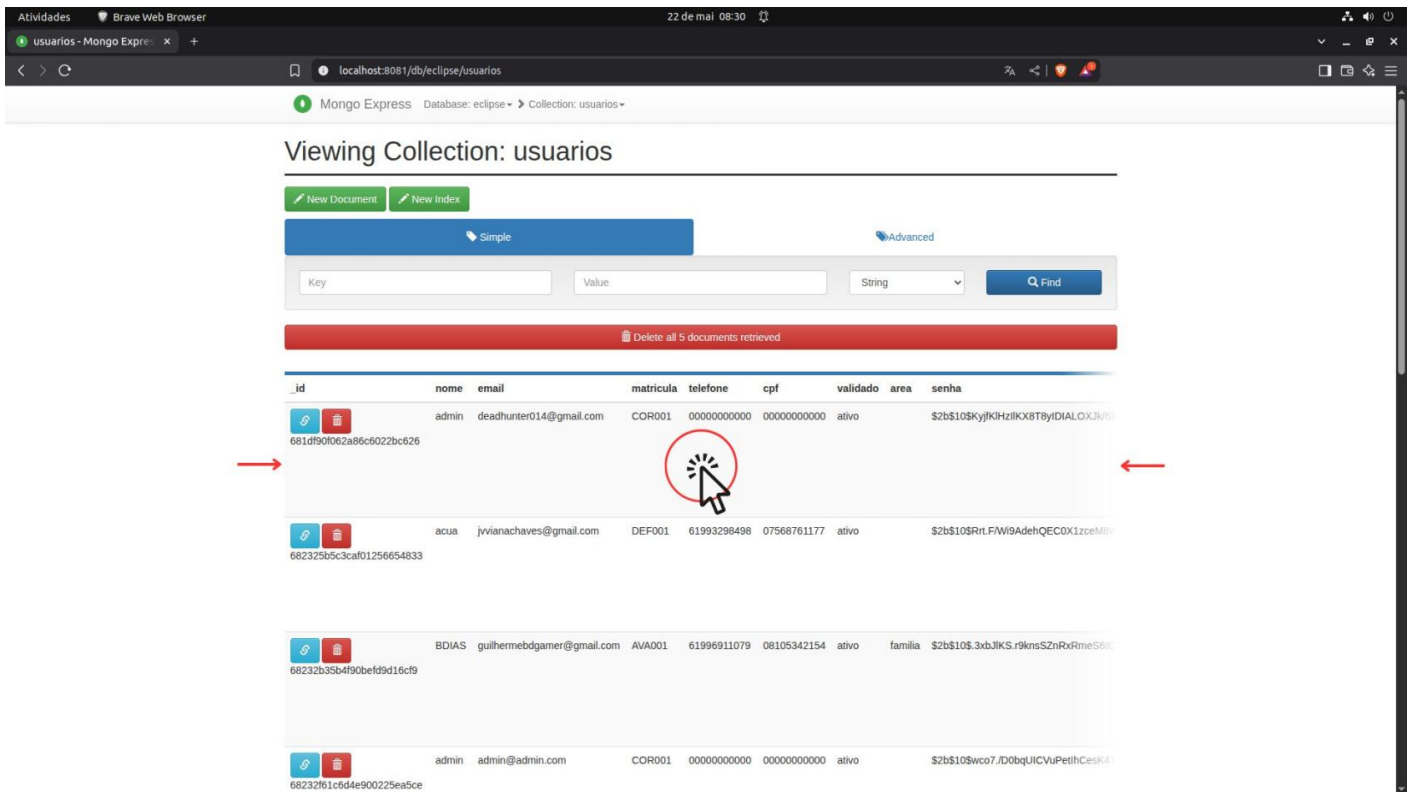 Atividades Brave Web Browser 22 de mai 08:30
usuarios - Mongo Expres × +
localhost:8081/db/eclipse/usuarios
Mongo Express Database: eclipse Collection: usuarios
Viewing Collection: usuarios
New Document New Index
Simple Advanced
Key Value String Find
Delete all 5 documents retrieved
_id nome email matricula telefone cpf validado area senha
admin deadhunter014@gmail.com COR001 00000000000 00000000000 ativo
681df90f062a86c6022bc626
acua jvvianachaves@gmail.com DEF001 61993298498 07568761177 ativo
682325b5c3caf01256654833
BDIAS guilhermebdgamer@gmail.com AVA001 61996911079 08105342154 ativo familia
68232b35b4f90befd9d16cf9
admin admin@admin.com COR001 00000000000 00000000000 ativo
68232f61c6d4e900225ea5ce